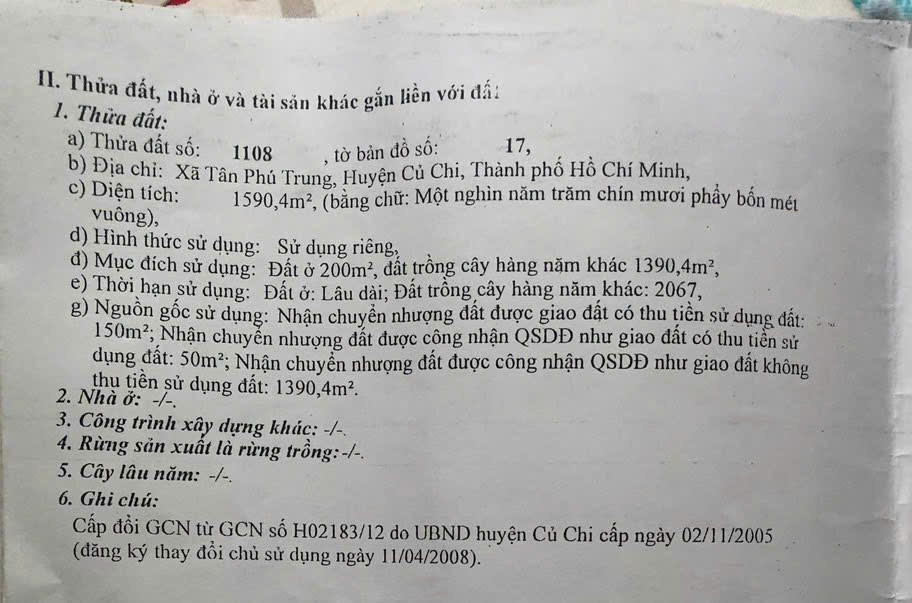 II. Thửa đất, nhà ở và tài sản khác gắn liền với đất
1. Thửa đất:
a) Thửa đất số: 1108 , tờ bản đồ số: 17,
b) Địa chỉ: Xã Tân Phú Trung, Huyện Củ Chi, Thành phố Hồ Chí Minh,
c) Diện tích: 1590,4m², (bằng chữ: Một nghìn năm trăm chín mươi phẩy bốn mét
vuông),
d) Hình thức sử dụng: Sử dụng riêng,
đ) Mục đích sử dụng: Đất ở 200m², đất trồng cây hàng năm khác 1390,4m²,
e) Thời hạn sử dụng: Đất ở: Lâu dài; Đất trồng cây hàng năm khác: 2067,
g) Nguồn gốc sử dụng: Nhận chuyển nhượng đất được giao đất có thu tiền sử dụng đất:
150m²; Nhận chuyển nhượng đất được công nhận QSDĐ như giao đất có thu tiền sử
dụng đất: 50m²; Nhận chuyển nhượng đất được công nhận QSDĐ như giao đất không
thu tiền sử dụng đất: 1390,4m².
2. Nhà ở: -/-.
3. Công trình xây dựng khác: -/-.
4. Rừng sản xuất là rừng trồng: -/-.
5. Cây lâu năm: -/-.
6. Ghi chú:
Cấp đổi GCN từ GCN số H02183/12 do UBND huyện Củ Chi cấp ngày 02/11/2005
(đăng ký thay đổi chủ sử dụng ngày 11/04/2008).